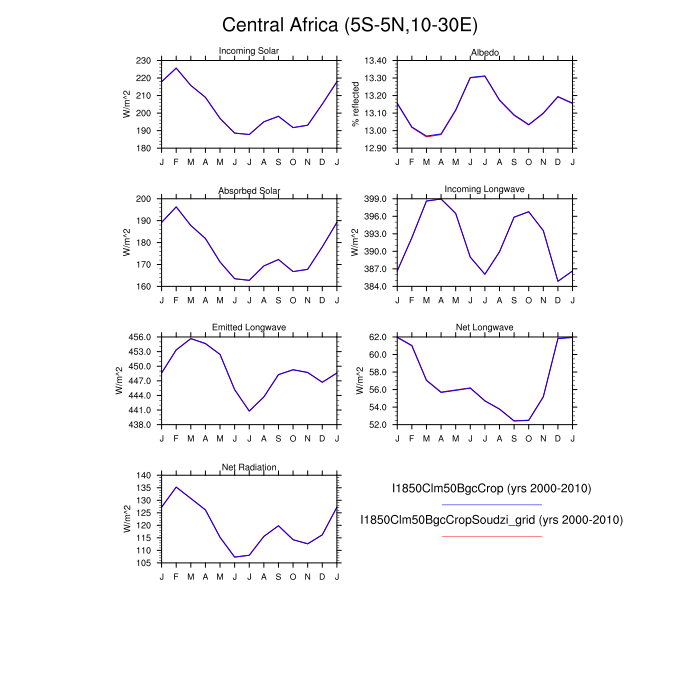 Central Africa (5S-5N,10-30E)
Incoming Solar
W/m^2
230
220
210
200
190
180
J F M A M J J A S O N D J
Albedo
% reflected
13.40
13.30
13.20
13.10
13.00
12.90
J F M A M J J A S O N D J
Absorbed Solar
W/m^2
200
190
180
170
160
J F M A M J J A S O N D J
Incoming Longwave
W/m^2
399.0
396.0
393.0
390.0
387.0
384.0
J F M A M J J A S O N D J
Emitted Longwave
W/m^2
456.0
453.0
450.0
447.0
444.0
441.0
438.0
J F M A M J J A S O N D J
Net Longwave
W/m^2
62.0
60.0
58.0
56.0
54.0
52.0
J F M A M J J A S O N D J
Net Radiation
W/m^2
140
135
130
125
120
115
110
105
J F M A M J J A S O N D J
I1850Clm50BgcCrop (yrs 2000-2010)
I1850Clm50BgcCropSoudzi_grid (yrs 2000-2010)